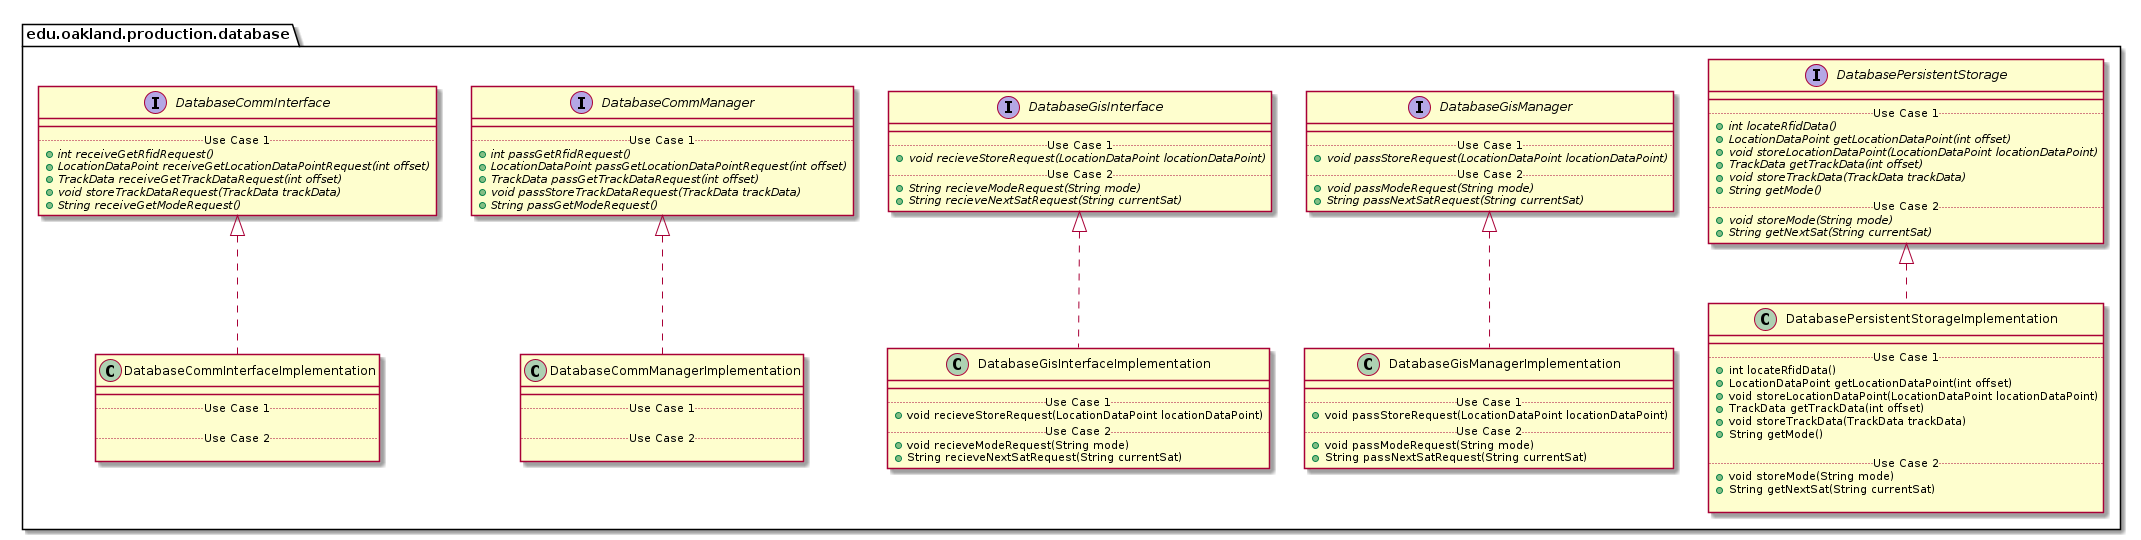 edu.oakland.production.database
I DatabaseCommInterface
Use Case 1
int receiveGetRfidRequest()
LocationDataPoint receiveGetLocationDataPointRequest(int offset)
TrackData receiveGetTrackDataRequest(int offset)
void storeTrackDataRequest(TrackData trackData)
String receiveGetModeRequest()
I DatabaseCommManager
Use Case 1
int passGetRfidRequest()
LocationDataPoint passGetLocationDataPointRequest(int offset)
TrackData passGetTrackDataRequest(int offset)
void passStoreTrackDataRequest(TrackData trackData)
String passGetModeRequest()
I DatabaseGisInterface
Use Case 1
void recieveStoreRequest(LocationDataPoint locationDataPoint)
Use Case 2
String recieveModeRequest(String mode)
String recieveNextSatRequest(String currentSat)
I DatabaseGisManager
Use Case 1
void passStoreRequest(LocationDataPoint locationDataPoint)
Use Case 2
void passModeRequest(String mode)
String passNextSatRequest(String currentSat)
I DatabasePersistentStorage
Use Case 1
int locateRfidData()
LocationDataPoint getLocationDataPoint(int offset)
void storeLocationDataPoint(LocationDataPoint locationDataPoint)
TrackData getTrackData(int offset)
void storeTrackData(TrackData trackData)
String getMode()
Use Case 2
void storeMode(String mode)
String getNextSat(String currentSat)
C DatabaseCommInterfaceImplementation
Use Case 1
Use Case 2
C DatabaseCommManagerImplementation
Use Case 1
Use Case 2
C DatabaseGisInterfaceImplementation
Use Case 1
void recieveStoreRequest(LocationDataPoint locationDataPoint)
Use Case 2
void recieveModeRequest(String mode)
String recieveNextSatRequest(String currentSat)
C DatabaseGisManagerImplementation
Use Case 1
void passStoreRequest(LocationDataPoint locationDataPoint)
Use Case 2
void passModeRequest(String mode)
String passNextSatRequest(String currentSat)
C DatabasePersistentStorageImplementation
Use Case 1
int locateRfidData()
LocationDataPoint getLocationDataPoint(int offset)
void storeLocationDataPoint(LocationDataPoint locationDataPoint)
TrackData getTrackData(int offset)
void storeTrackData(TrackData trackData)
String getMode()
Use Case 2
void storeMode(String mode)
String getNextSat(String currentSat)